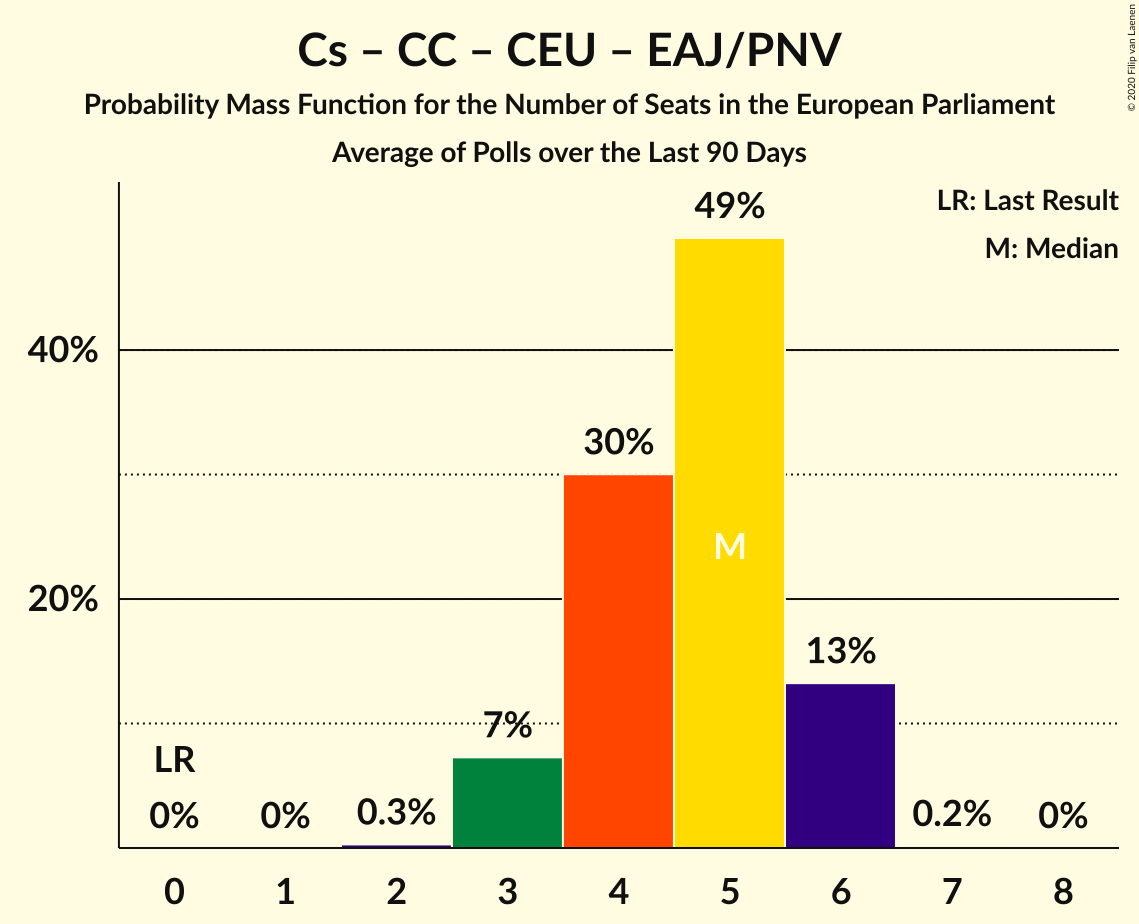 Cs – CC – CEU – EAJ/PNV
Probability Mass Function for the Number of Seats in the European Parliament
Average of Polls over the Last 90 Days
© 2020 Filip van Laenen
LR: Last Result
M: Median
49%
40%
30%
M
20%
13%
7%
LR
0% 0% 0.3% 0.2% 0%
0 1 2 3 4 5 6 7 8